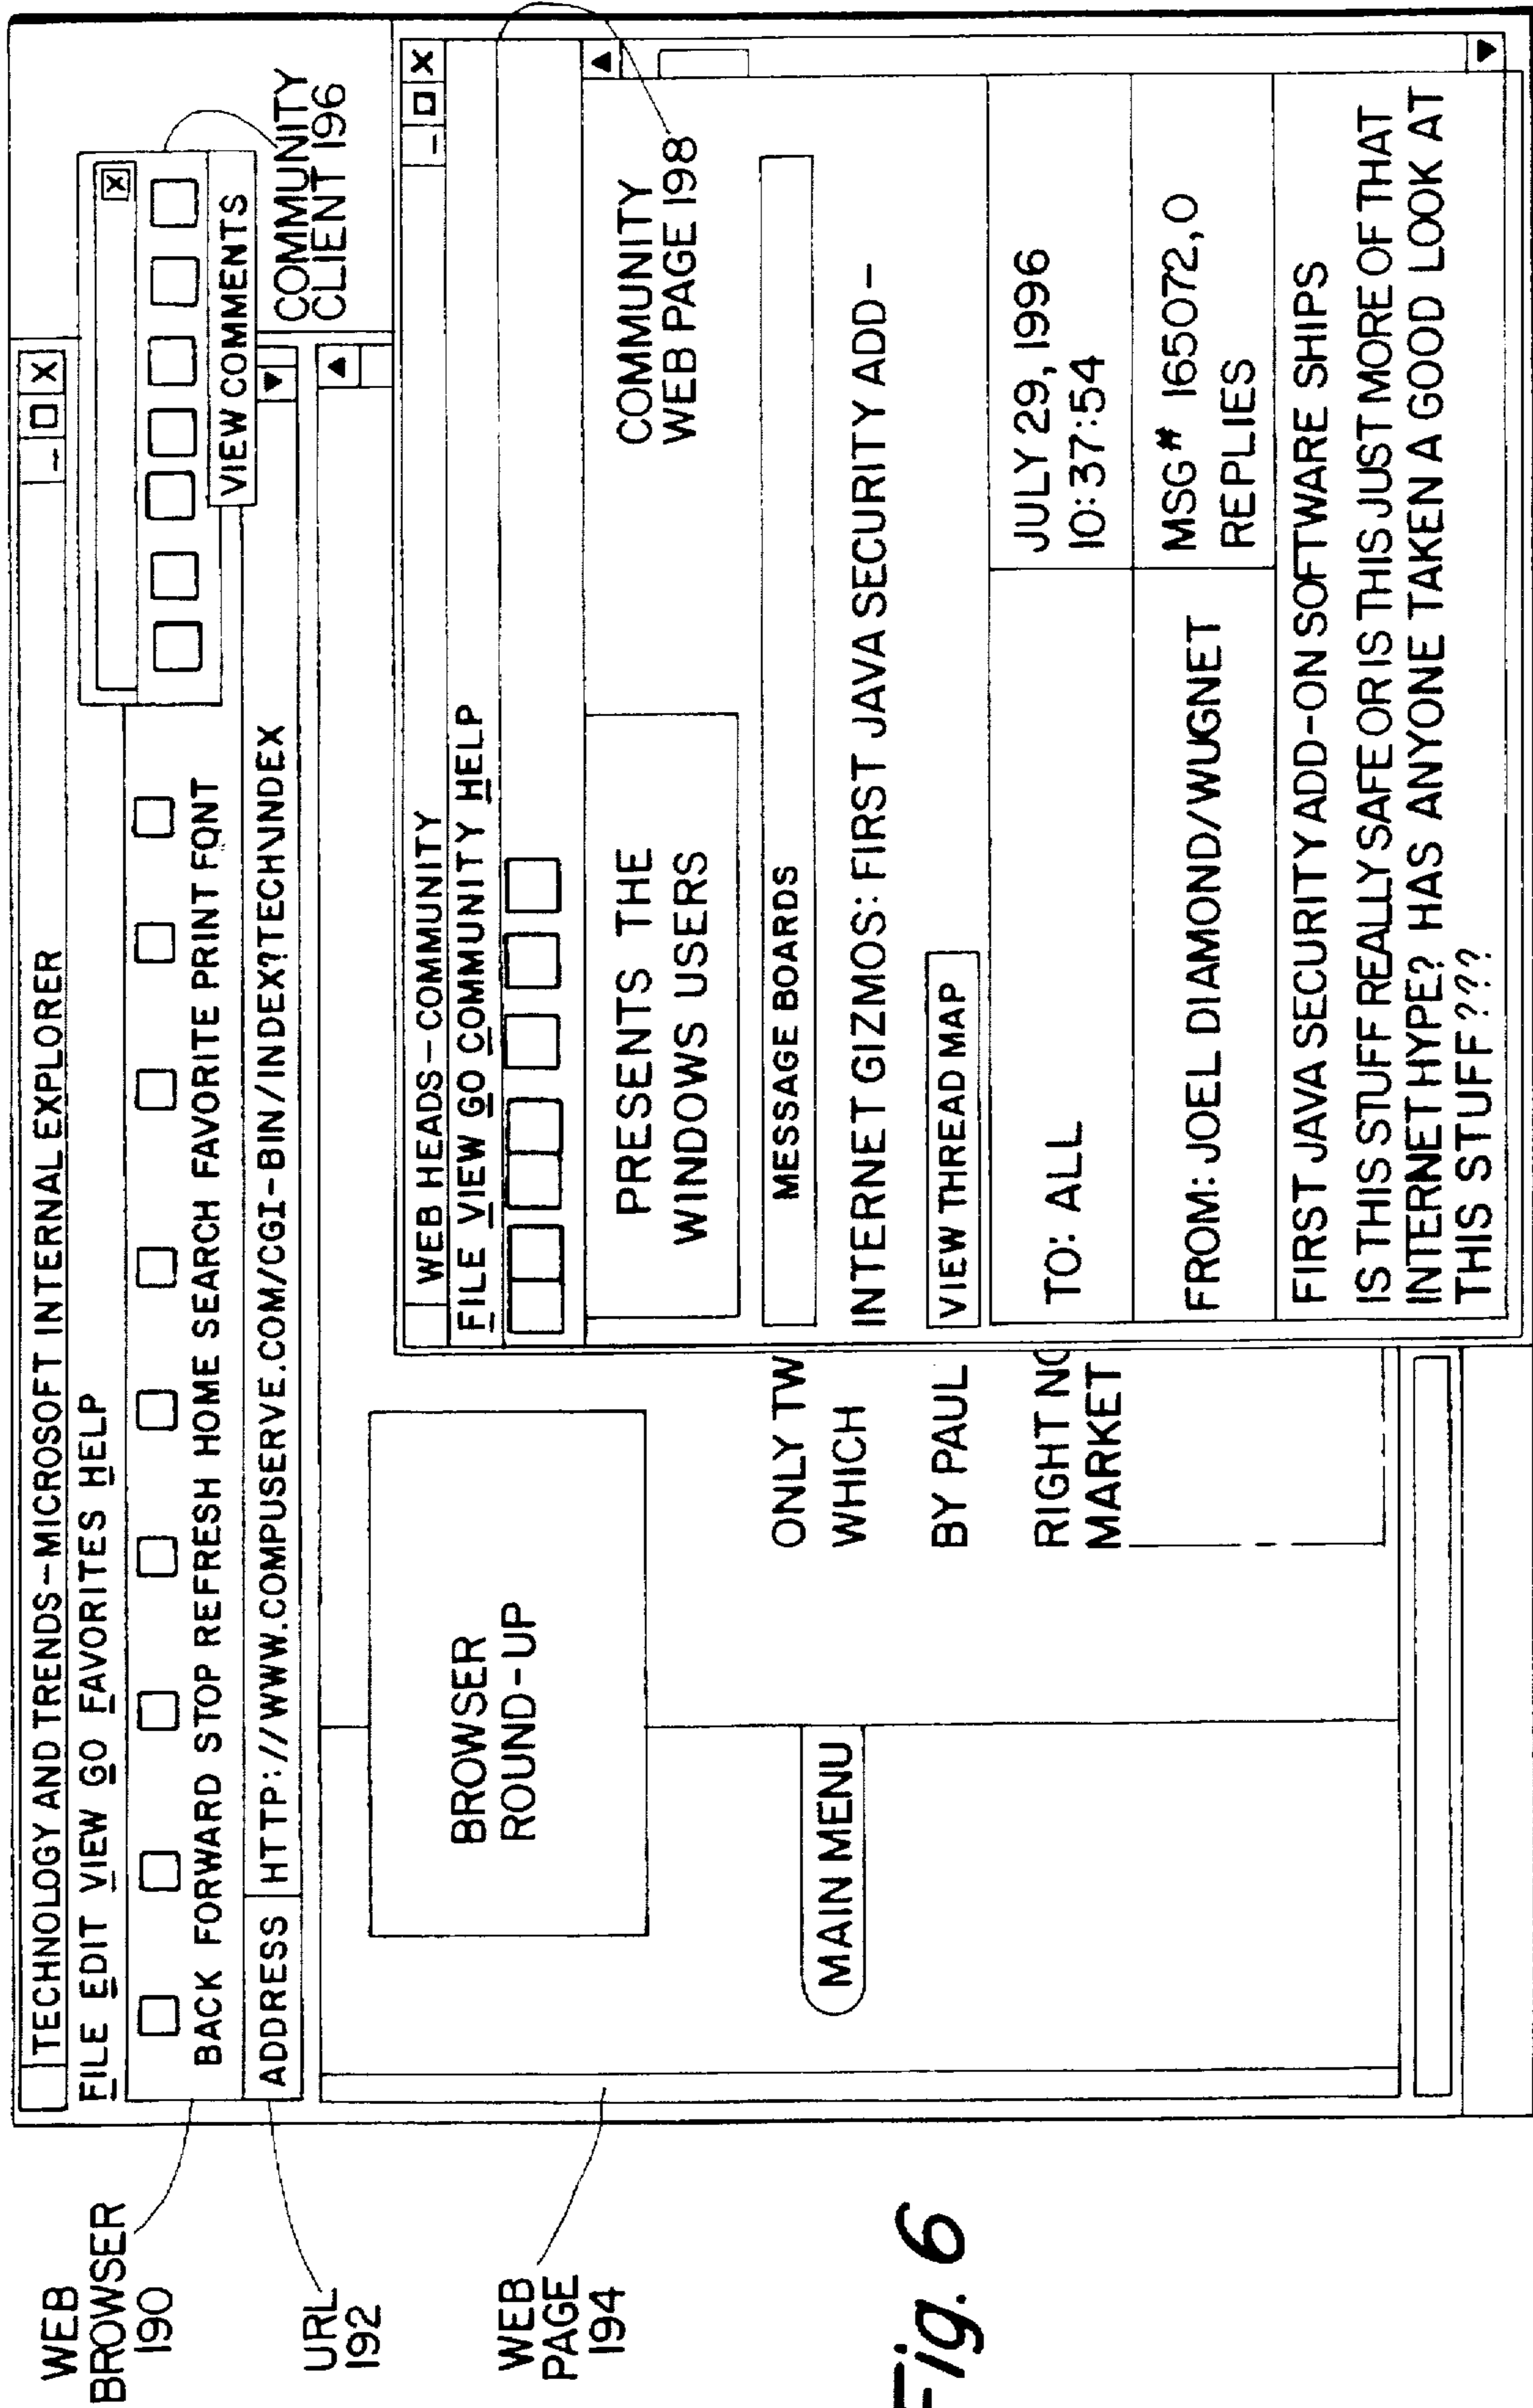 WEB
BROWSER
190
URL
192
WEB
PAGE
194
TECHNOLOGY AND TRENDS--MICROSOFT INTERNAL EXPLORER
FILE EDIT VIEW GO FAVORITES HELP
BACK FORWARD STOP REFRESH HOME SEARCH FAVORITE PRINT FONT
ADDRESS HTTP://WWW.COMPUSERVE.COM/CGI-BIN/INDEX?TECH\INDEX
VIEW COMMENTS
COMMUNITY
CLIENT 196
BROWSER
ROUND-UP
MAIN MENU
ONLY TW
WHICH
BY PAUL
RIGHT NO
MARKET
WEB HEADS-COMMUNITY
FILE VIEW GO COMMUNITY HELP
PRESENTS THE
WINDOWS USERS
COMMUNITY
WEB PAGE 198
MESSAGE BOARDS
INTERNET GIZMOS: FIRST JAVA SECURITY ADD-
VIEW THREAD MAP
TO: ALL
JULY 29, 1996
10:37:54
FROM: JOEL DIAMOND/WUGNET
MSG# 165072,0
REPLIES
FIRST JAVA SECURITY ADD-ON SOFTWARE SHIPS
IS THIS STUFF REALLY SAFE OR IS THIS JUST MORE OF THAT
INTERNET HYPE? HAS ANYONE TAKEN A GOOD LOOK AT
THIS STUFF???
Fig. 6